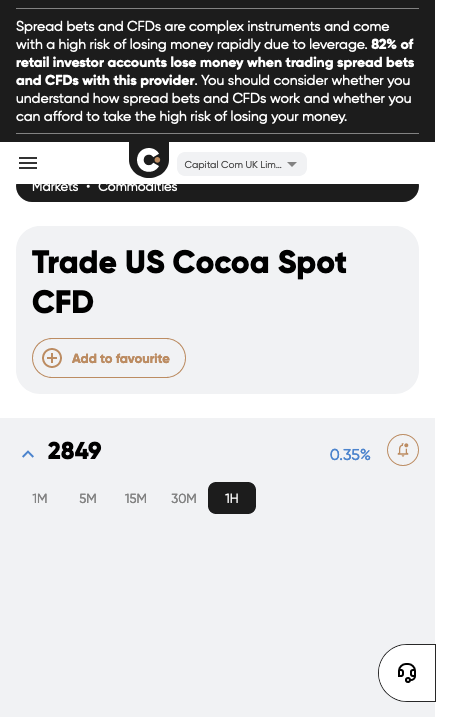 Spread bets and CFDs are complex instruments and come
with a high risk of losing money rapidly due to leverage. 82% of
retail investor accounts lose money when trading spread bets
and CFDs with this provider. You should consider whether you
understand how spread bets and CFDs work and whether you
can afford to take the high risk of losing your money.
Capital Com UK Lim...
Markets • Commodities
Trade US Cocoa Spot
CFD
Add to favourite
2849 0.35%
1M 5M 15M 30M 1H